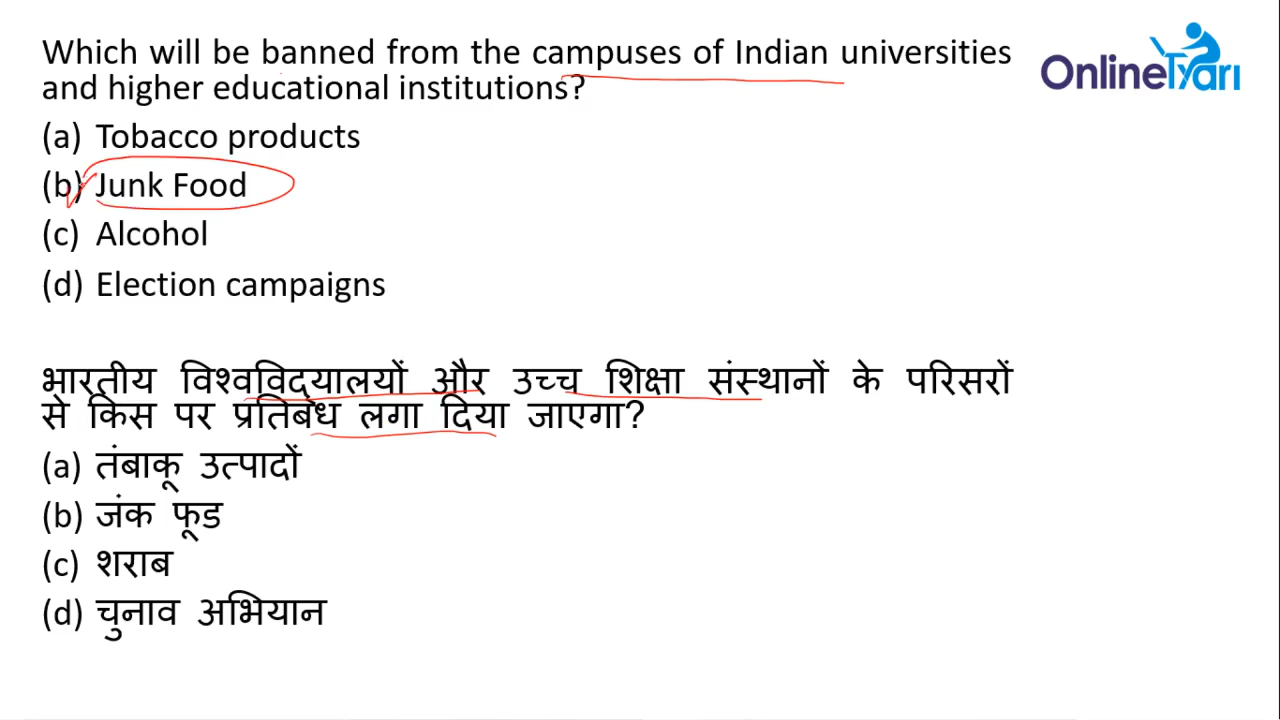 Which will be banned from the campuses of Indian universities
and higher educational institutions?
OnlineTyari
(a) Tobacco products
(b) Junk Food
(c) Alcohol
(d) Election campaigns
भारतीय विश्वविद्यालयों और उच्च शिक्षा संस्थानों के परिसरों
से किस पर प्रतिबंध लगा दिया जाएगा?
(a) तंबाकू उत्पादों
(b) जंक फूड
(c) शराब
(d) चुनाव अभियान